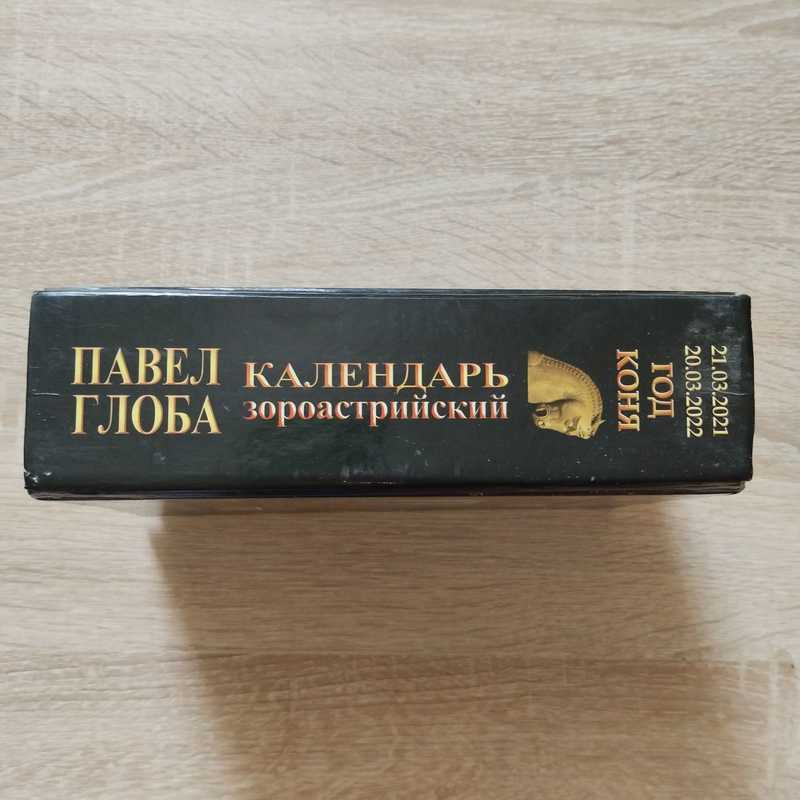 ПАВЕЛ
ГЛОБА
КАЛЕНДАРЬ
зороастрийский
ГОД
КОНЯ
21.03.2021
20.03.2022